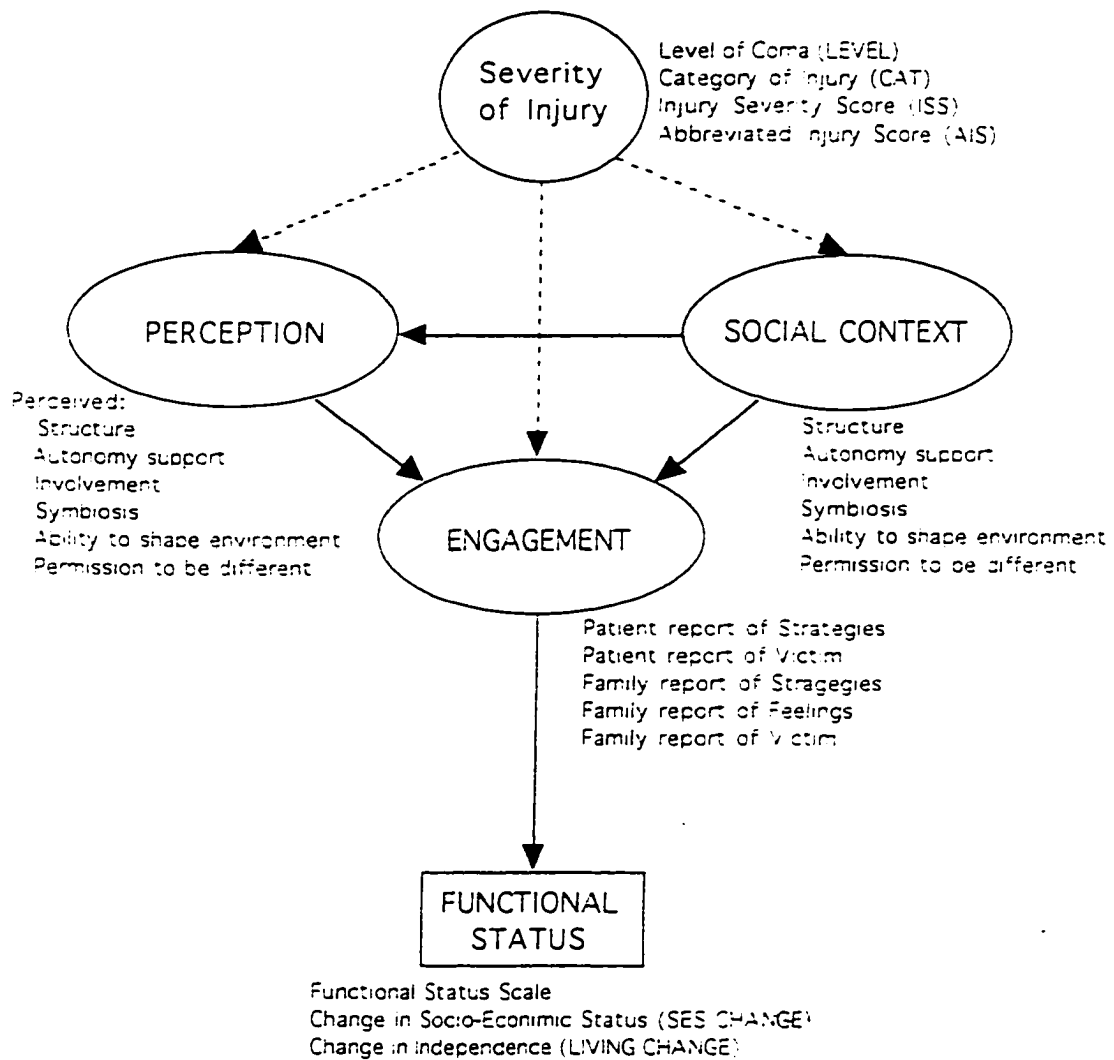 Severity
of Injury
Level of Coma (LEVEL)
Category of Injury (CAT)
Injury Severity Score (ISS)
Abbreviated Injury Score (AIS)
PERCEPTION
SOCIAL CONTEXT
Perceived:
Structure
Autonomy support
Involvement
Symbiosis
Ability to shape environment
Permission to be different
Structure
Autonomy support
Involvement
Symbiosis
Ability to shape environment
Permission to be different
ENGAGEMENT
Patient report of Strategies
Patient report of Victim
Family report of Stragegies
Family report of Feelings
Family report of Victim
FUNCTIONAL
STATUS
Functional Status Scale
Change in Socio-Econimic Status (SES CHANGE)
Change in Independence (LIVING CHANGE)